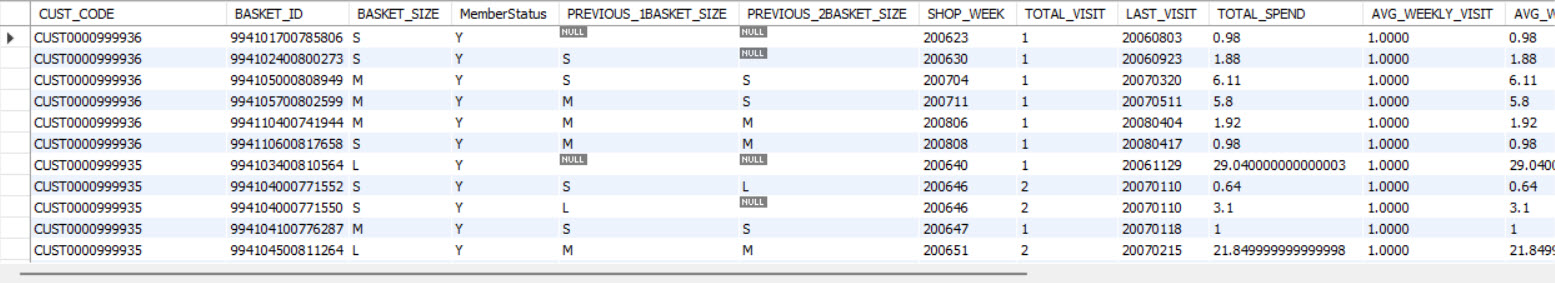 CUST_CODE BASKET_ID BASKET_SIZE MemberStatus PREVIOUS_1BASKET_SIZE PREVIOUS_2BASKET_SIZE SHOP_WEEK TOTAL_VISIT LAST_VISIT TOTAL_SPEND AVG_WEEKLY_VISIT AVG_W
CUST0000999936 994101700785806 S Y NULL NULL 200623 1 20060803 0.98 1.0000 0.98
CUST0000999936 994102400800273 S Y S NULL 200630 1 20060923 1.88 1.0000 1.88
CUST0000999936 994105000808949 M Y S S 200704 1 20070320 6.11 1.0000 6.11
CUST0000999936 994105700802599 M Y M S 200711 1 20070511 5.8 1.0000 5.8
CUST0000999936 994110400741944 M Y M M 200806 1 20080404 1.92 1.0000 1.92
CUST0000999936 994110600817658 S Y M M 200808 1 20080417 0.98 1.0000 0.98
CUST0000999935 994103400810564 L Y NULL NULL 200640 1 20061129 29.040000000000003 1.0000 29.0400
CUST0000999935 994104000771552 S Y S L 200646 2 20070110 0.64 1.0000 0.64
CUST0000999935 994104000771550 S Y L NULL 200646 2 20070110 3.1 1.0000 3.1
CUST0000999935 994104100776287 M Y S S 200647 1 20070118 1 1.0000 1
CUST0000999935 994104500811264 L Y M M 200651 2 20070215 21.849999999999998 1.0000 21.8499